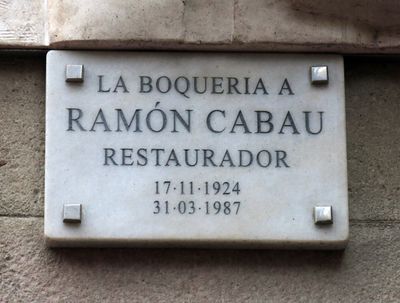 LA BOQUERIA A
RAMÓN CABAU
RESTAURADOR
17·11·1924
31·03·1987